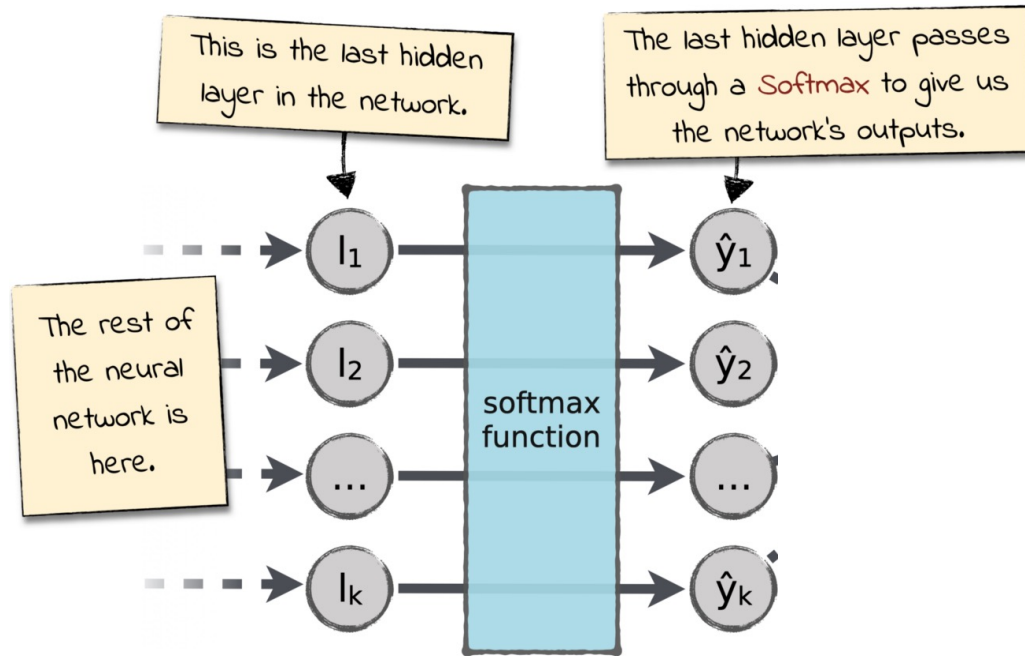 This is the last hidden
layer in the network.
The last hidden layer passes
through a Softmax to give us
the network's outputs.
The rest of
the neural
network is
here.
l₁
l₂
...
lₖ
softmax
function
ŷ₁
ŷ₂
...
ŷₖ